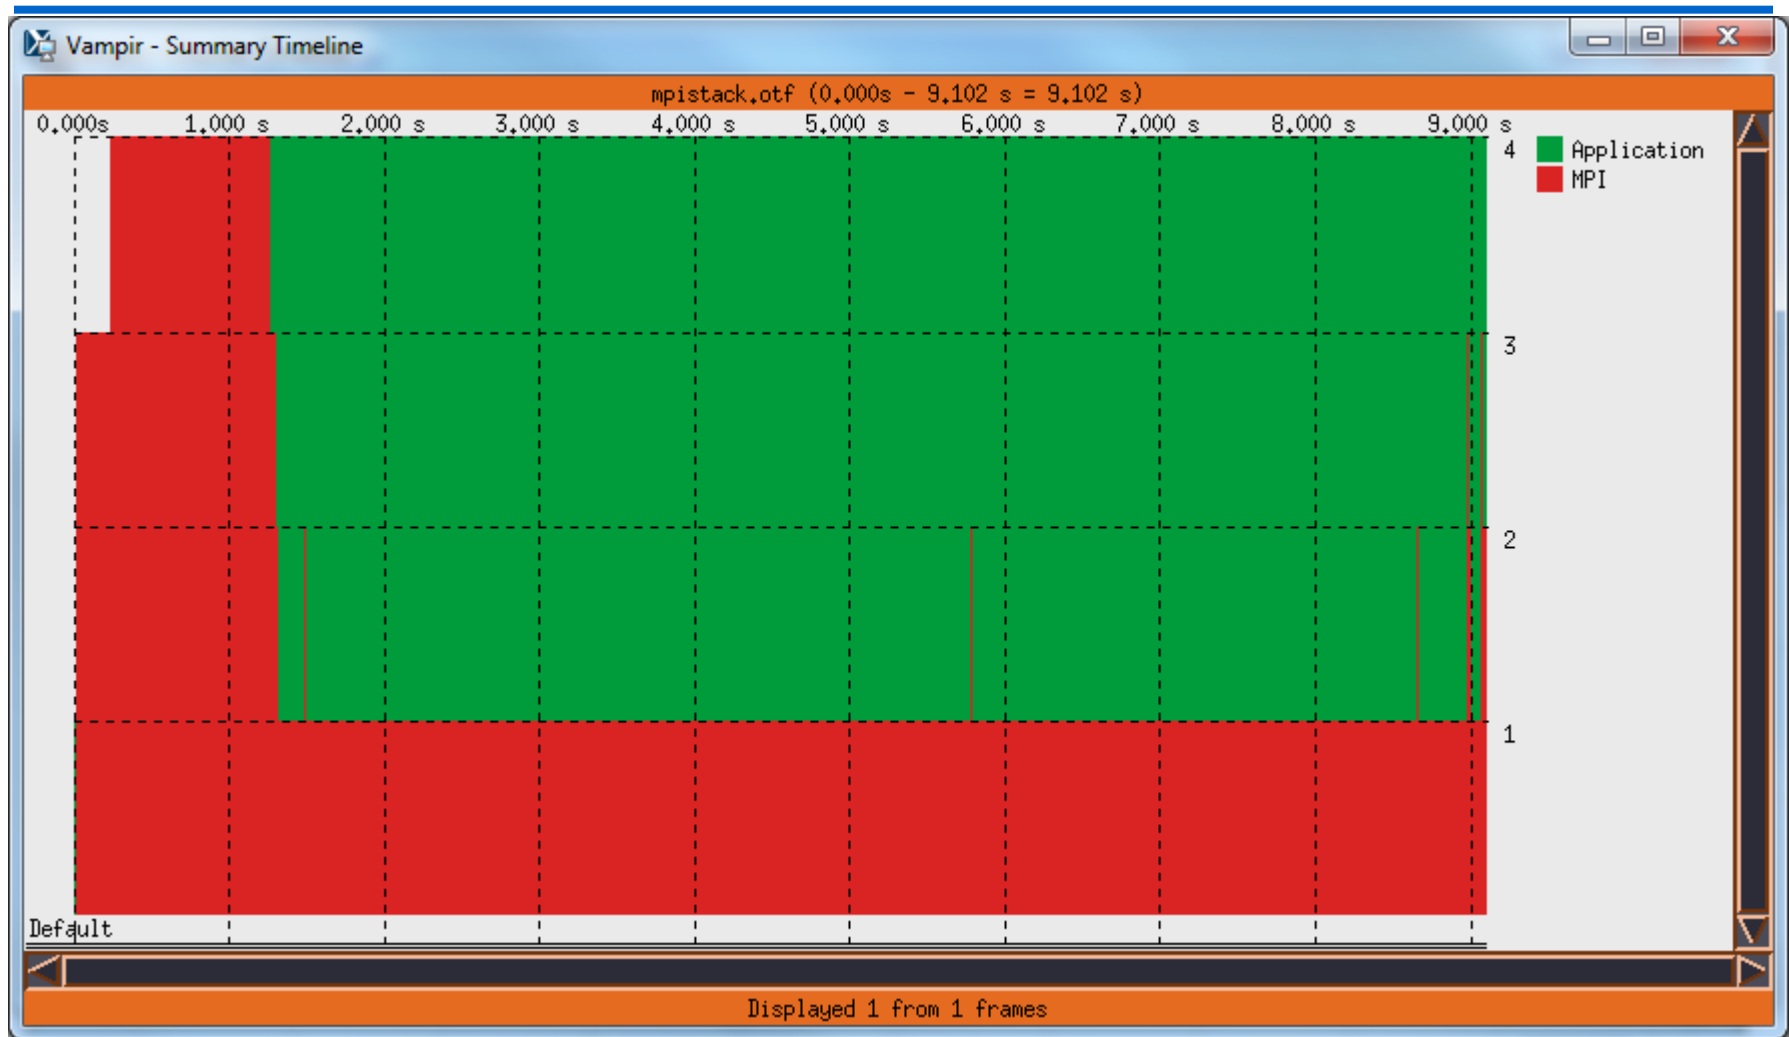 Vampir - Summary Timeline
mpistack.otf (0.000s - 9.102 s = 9.102 s)
0.000s 1.000 s 2.000 s 3.000 s 4.000 s 5.000 s 6.000 s 7.000 s 8.000 s 9.000 s
4 Application
MPI
3
2
1
Default
Displayed 1 from 1 frames